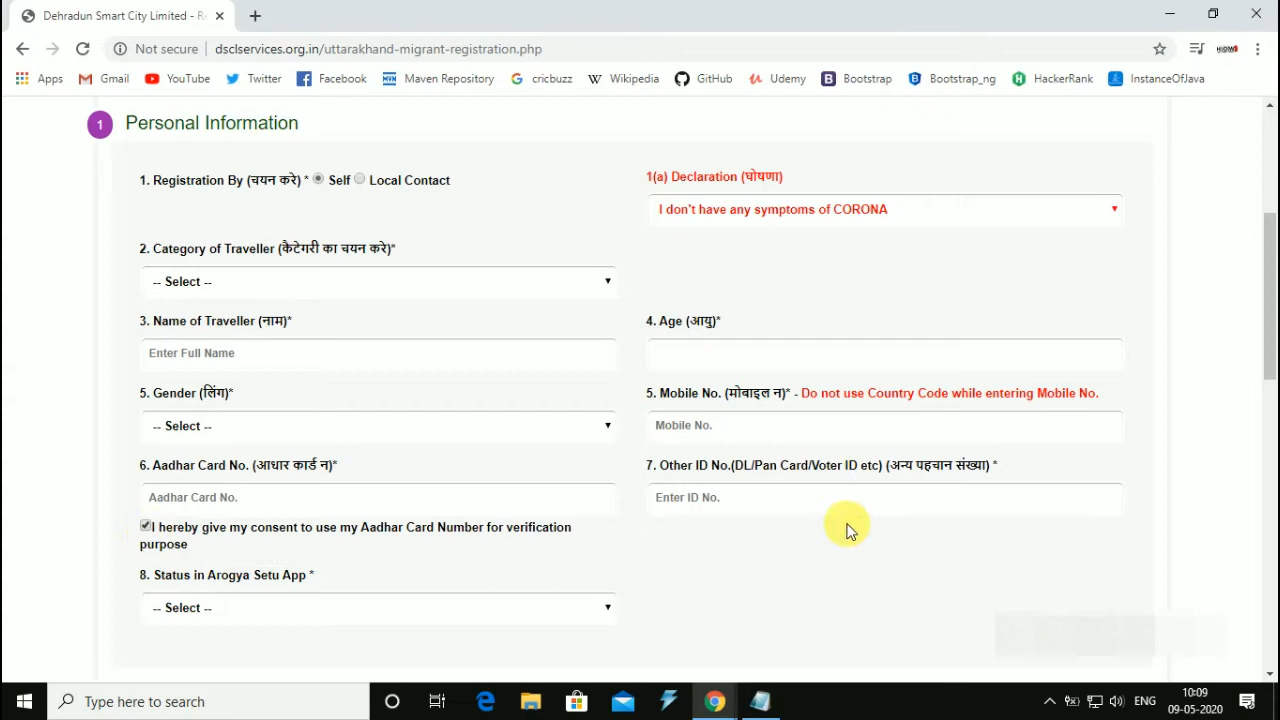 Dehradun Smart City Limited - Re
Not secure
dsclservices.org.in/uttarakhand-migrant-registration.php
Apps Gmail YouTube Twitter Facebook Maven Repository cricbuzz Wikipedia GitHub Udemy Bootstrap Bootstrap_ng HackerRank InstanceOfJava
1 Personal Information
1. Registration By (चयन करे) * Self Local Contact
1(a) Declaration (घोषणा)
I don't have any symptoms of CORONA
2. Category of Traveller (कैटेगरी का चयन करे)*
-- Select --
3. Name of Traveller (नाम)*
Enter Full Name
4. Age (आयु)*
5. Gender (लिंग)*
-- Select --
5. Mobile No. (मोबाइल न)* - Do not use Country Code while entering Mobile No.
Mobile No.
6. Aadhar Card No. (आधार कार्ड न)*
Aadhar Card No.
7. Other ID No.(DL/Pan Card/Voter ID etc) (अन्य पहचान संख्या) *
Enter ID No.
I hereby give my consent to use my Aadhar Card Number for verification
purpose
8. Status in Arogya Setu App *
-- Select --
Type here to search
ENG
10:09
09-05-2020